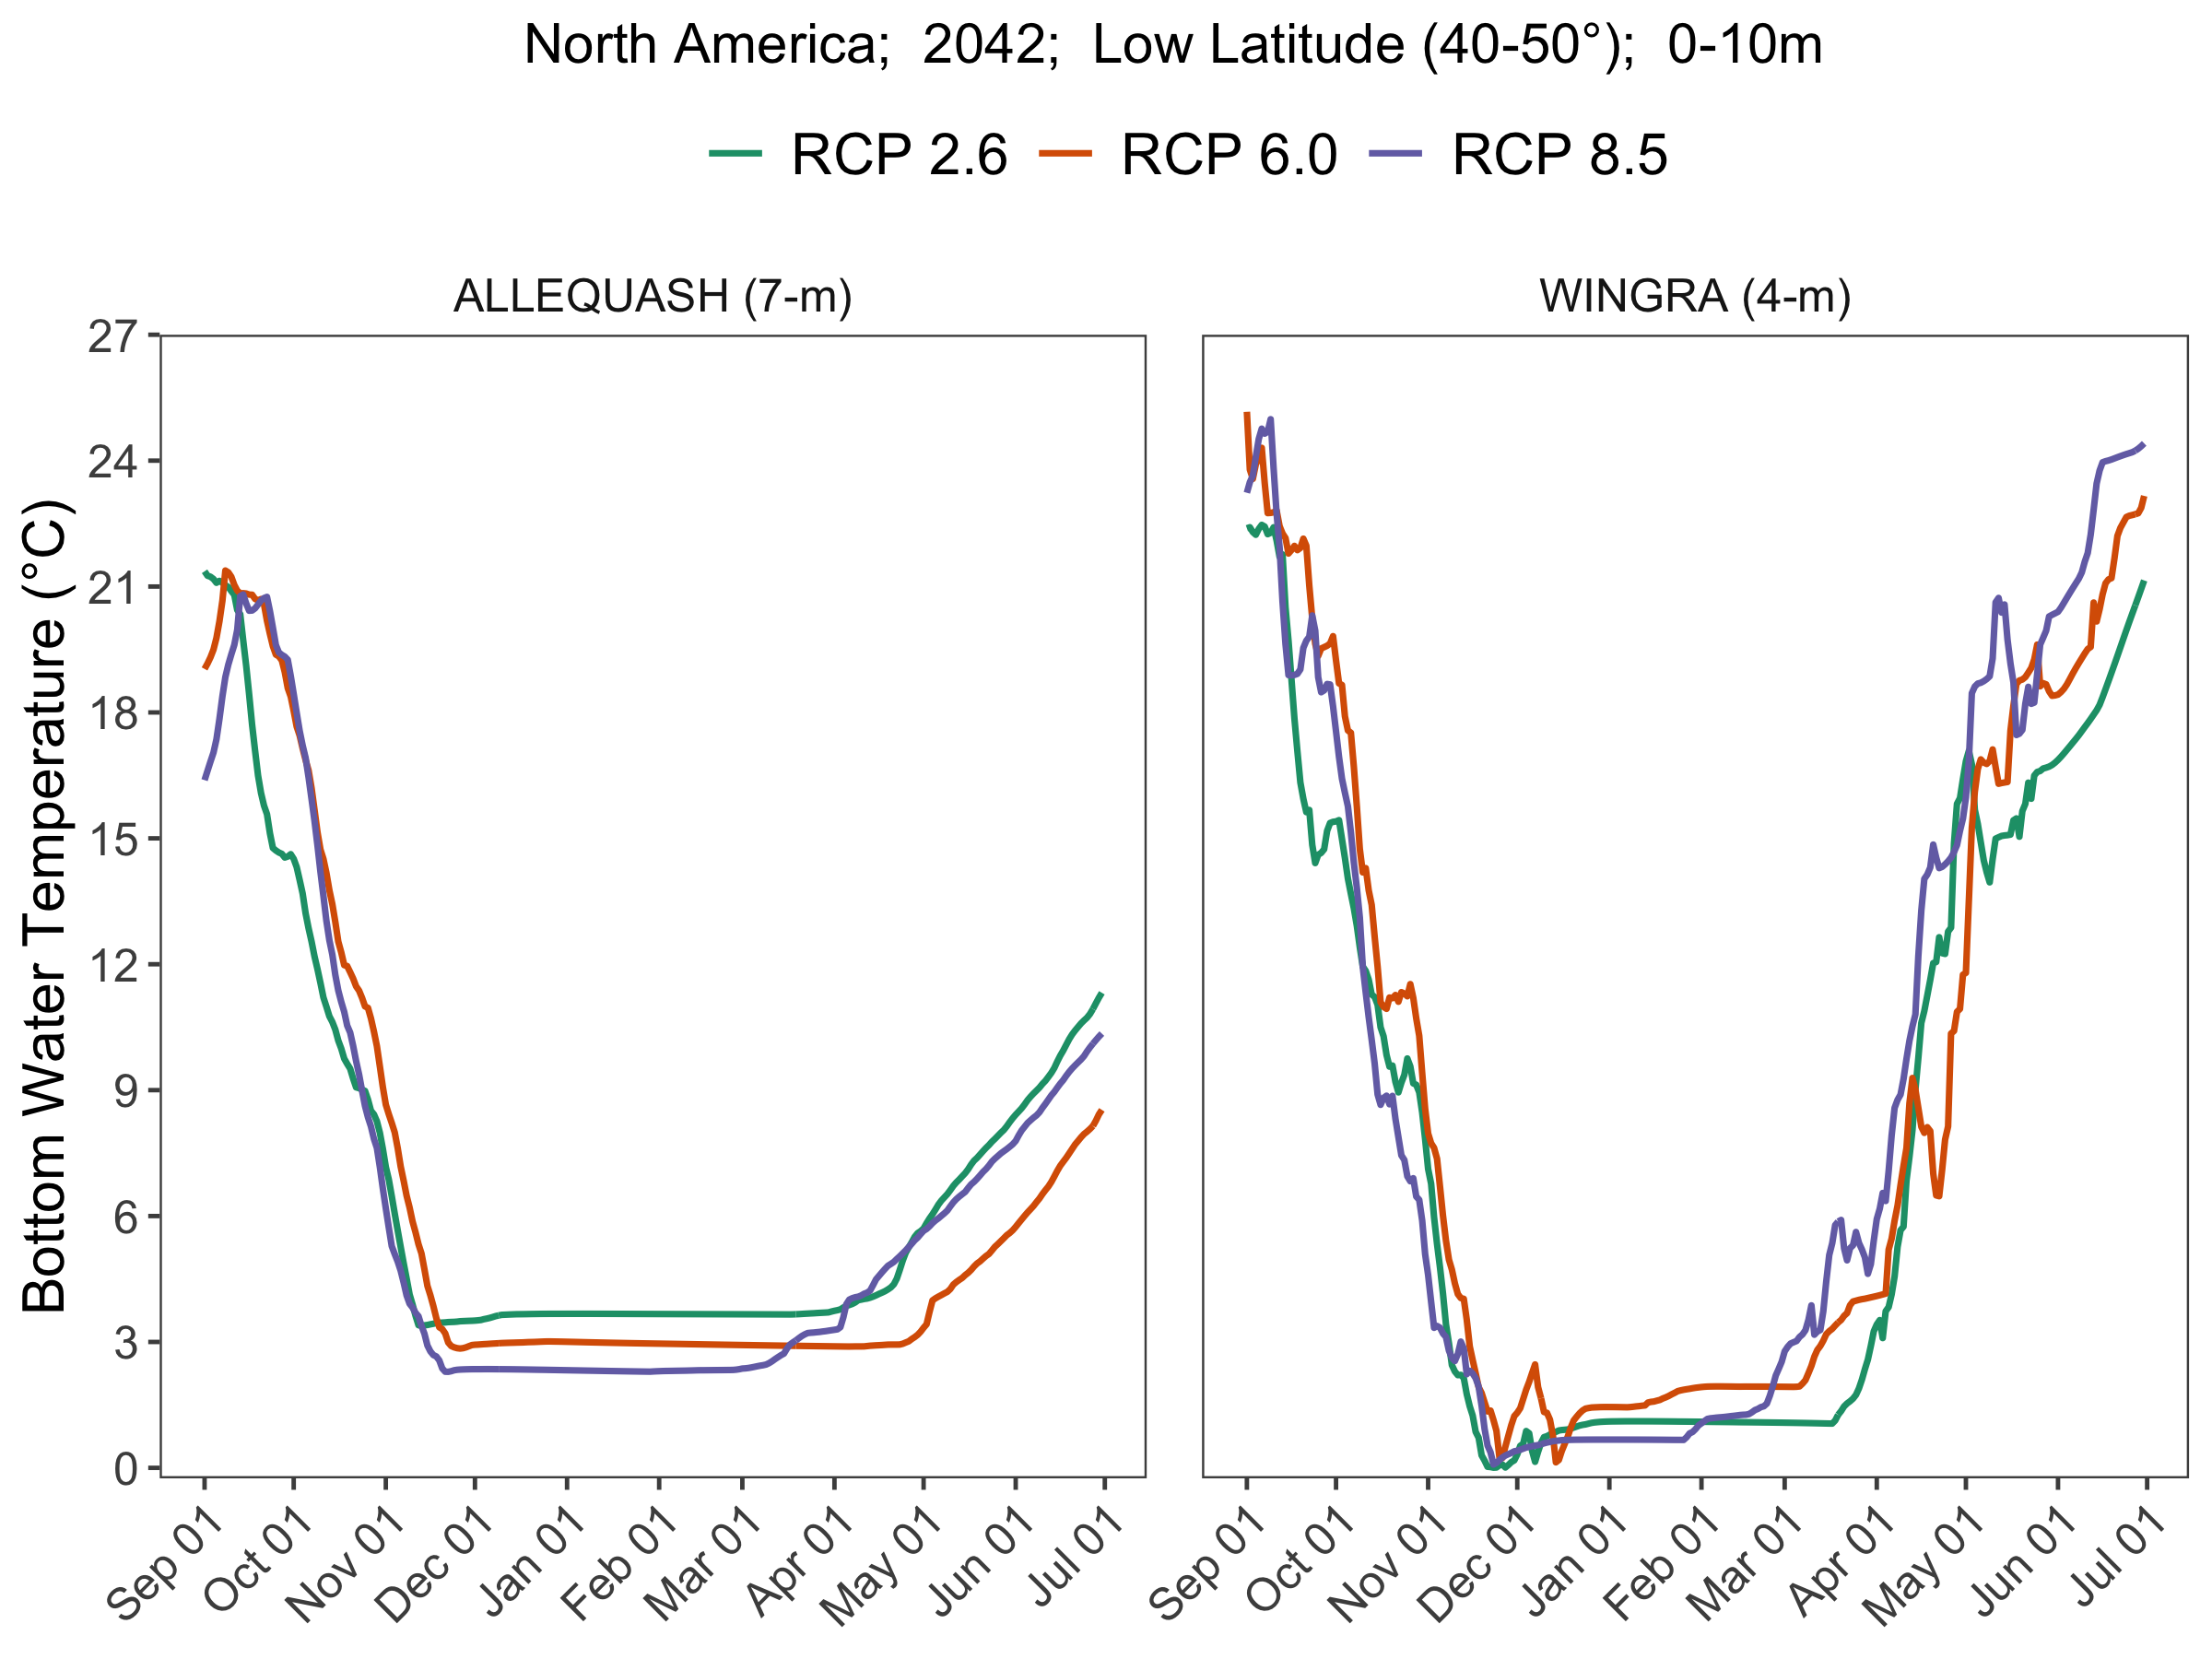 North America;  2042;  Low Latitude (40-50°);  0-10m
RCP 2.6 RCP 6.0 RCP 8.5
ALLEQUASH (7-m) WINGRA (4-m)
Bottom Water Temperature (°C)
27
24
21
18
15
12
9
6
3
0
Sep 01 Oct 01 Nov 01 Dec 01 Jan 01 Feb 01 Mar 01 Apr 01 May 01 Jun 01 Jul 01 Sep 01 Oct 01 Nov 01 Dec 01 Jan 01 Feb 01 Mar 01 Apr 01 May 01 Jun 01 Jul 01